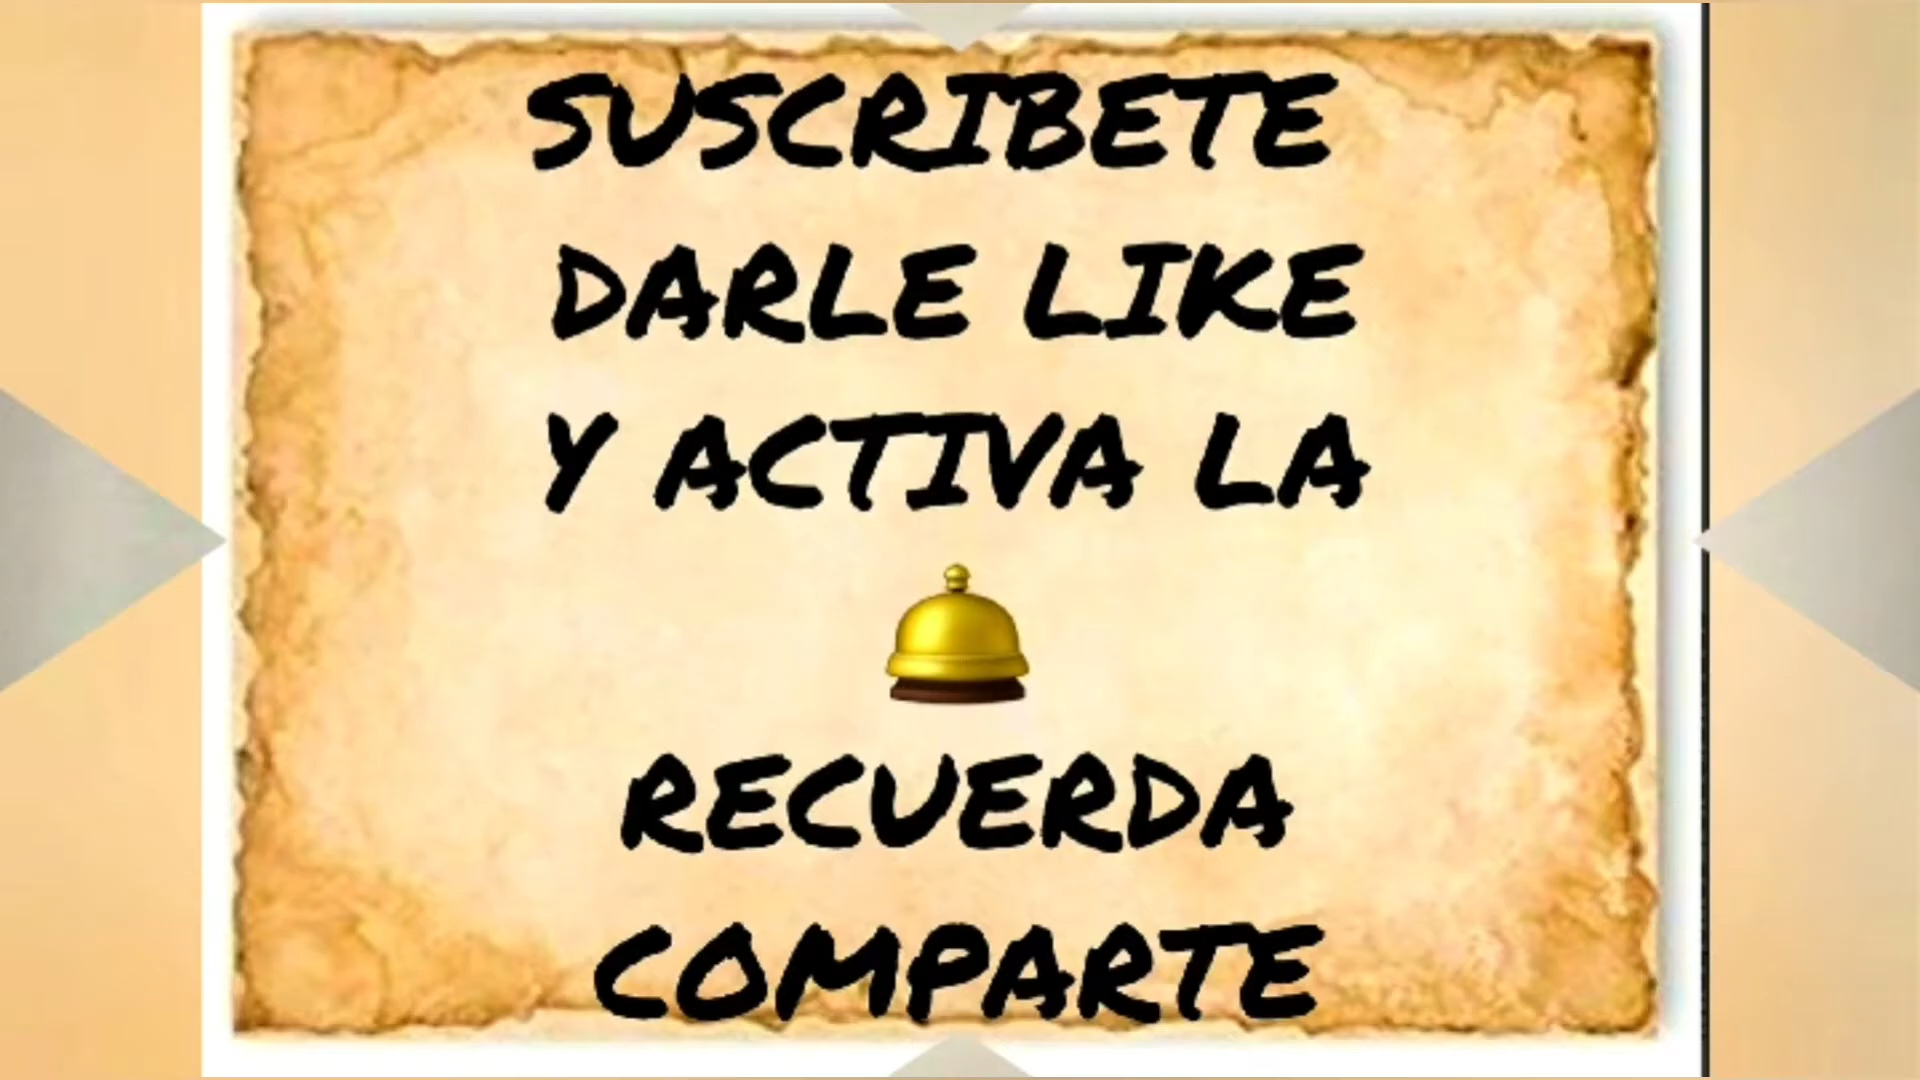 SUSCRIBETE
DARLE LIKE
Y ACTIVA LA
RECUERDA
COMPARTE